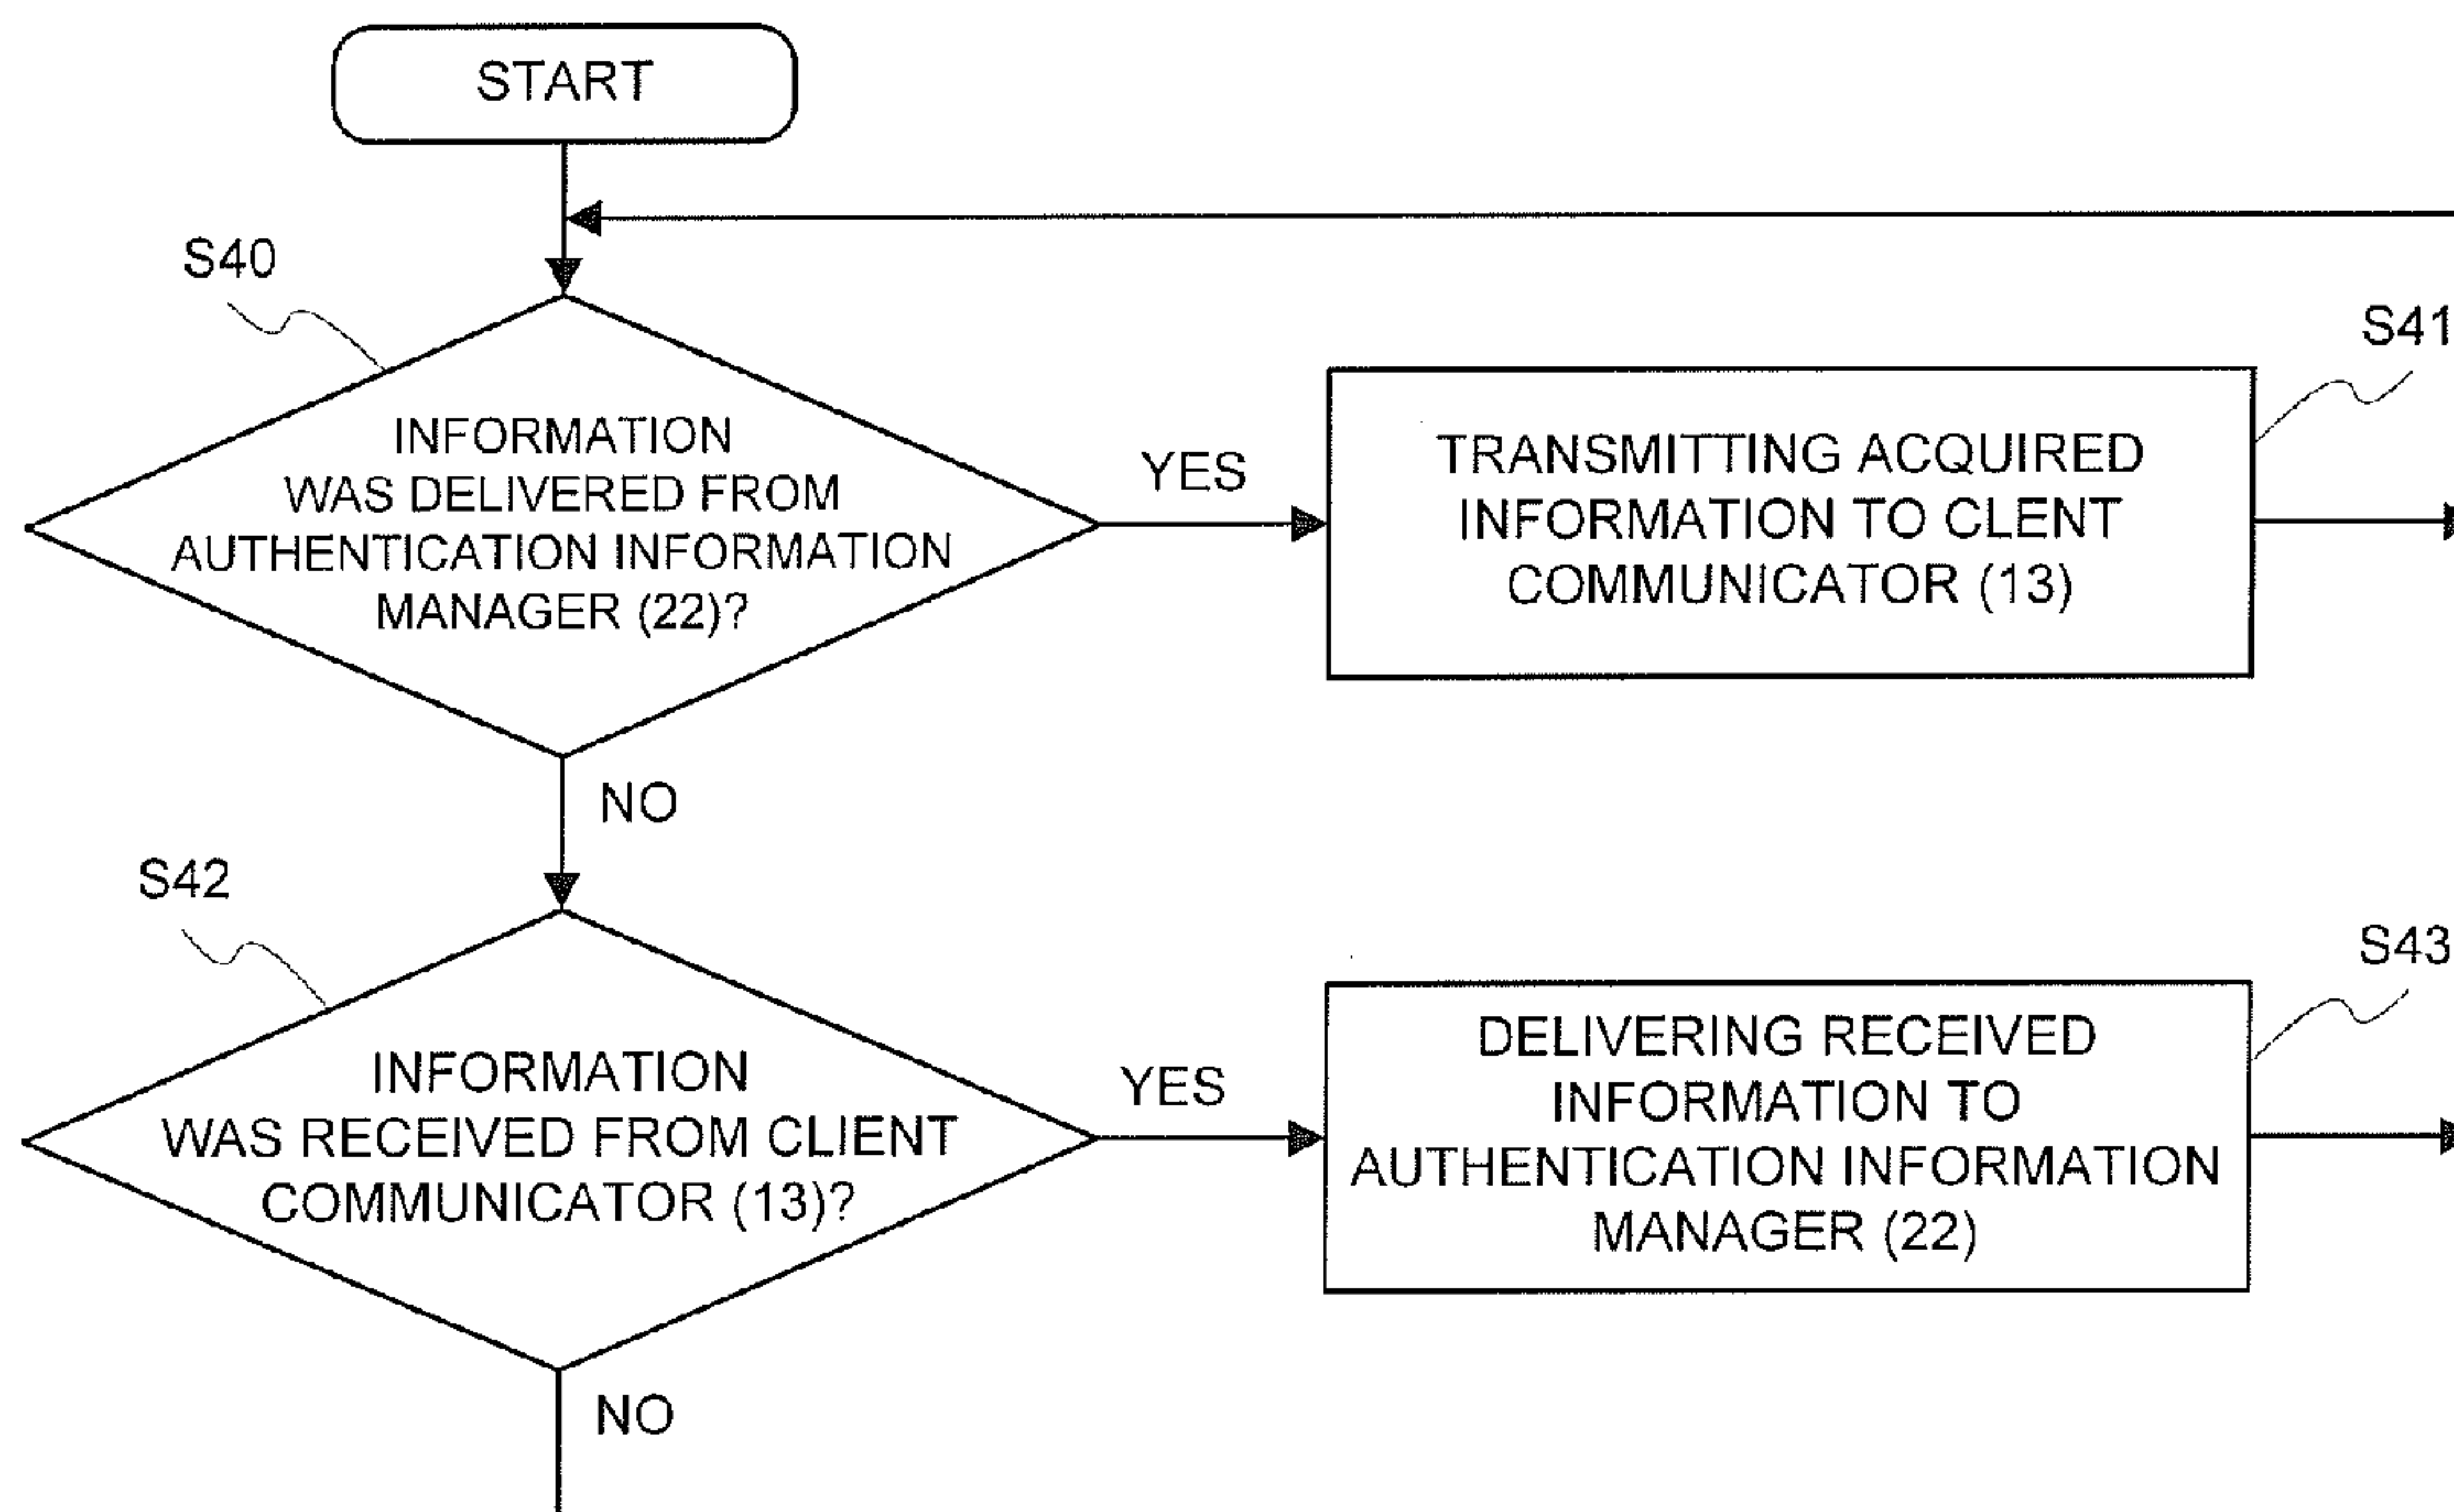 START
S40
INFORMATION
WAS DELIVERED FROM
AUTHENTICATION INFORMATION
MANAGER (22)?
YES
S41
TRANSMITTING ACQUIRED
INFORMATION TO CLENT
COMMUNICATOR (13)
NO
S42
INFORMATION
WAS RECEIVED FROM CLIENT
COMMUNICATOR (13)?
YES
S43
DELIVERING RECEIVED
INFORMATION TO
AUTHENTICATION INFORMATION
MANAGER (22)
NO